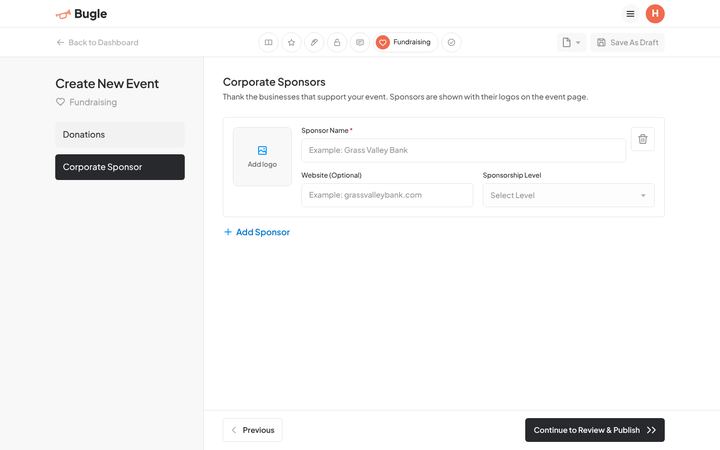 Bugle
H
Back to Dashboard
Fundraising
Save As Draft
Create New Event
Fundraising
Donations
Corporate Sponsor
Corporate Sponsors
Thank the businesses that support your event. Sponsors are shown with their logos on the event page.
Add logo
Sponsor Name *
Example: Grass Valley Bank
Website (Optional)
Example: grassvalleybank.com
Sponsorship Level
Select Level
Add Sponsor
Previous
Continue to Review & Publish